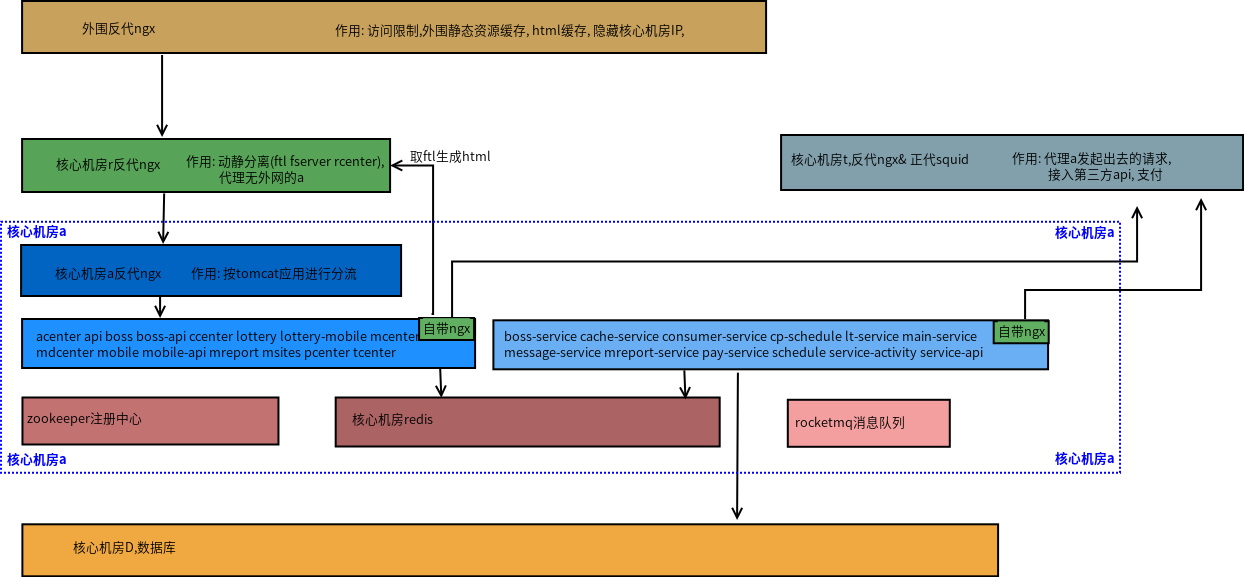 外围反代ngx
作用: 访问限制,外围静态资源缓存, html缓存, 隐藏核心机房IP,
核心机房r反代ngx
作用: 动静分离(ftl fserver rcenter),
代理无外网的a
取ftl生成html
核心机房t,反代ngx& 正代squid
作用: 代理a发起出去的请求,
接入第三方api, 支付
核心机房a
核心机房a
核心机房a反代ngx
作用: 按tomcat应用进行分流
acenter api boss boss-api ccenter lottery lottery-mobile mcenter
mdcenter mobile mobile-api mreport msites pcenter tcenter
自带ngx
boss-service cache-service consumer-service cp-schedule lt-service main-service
message-service mreport-service pay-service schedule service-activity service-api
自带ngx
zookeeper注册中心
核心机房redis
rocketmq消息队列
核心机房a
核心机房a
核心机房D,数据库